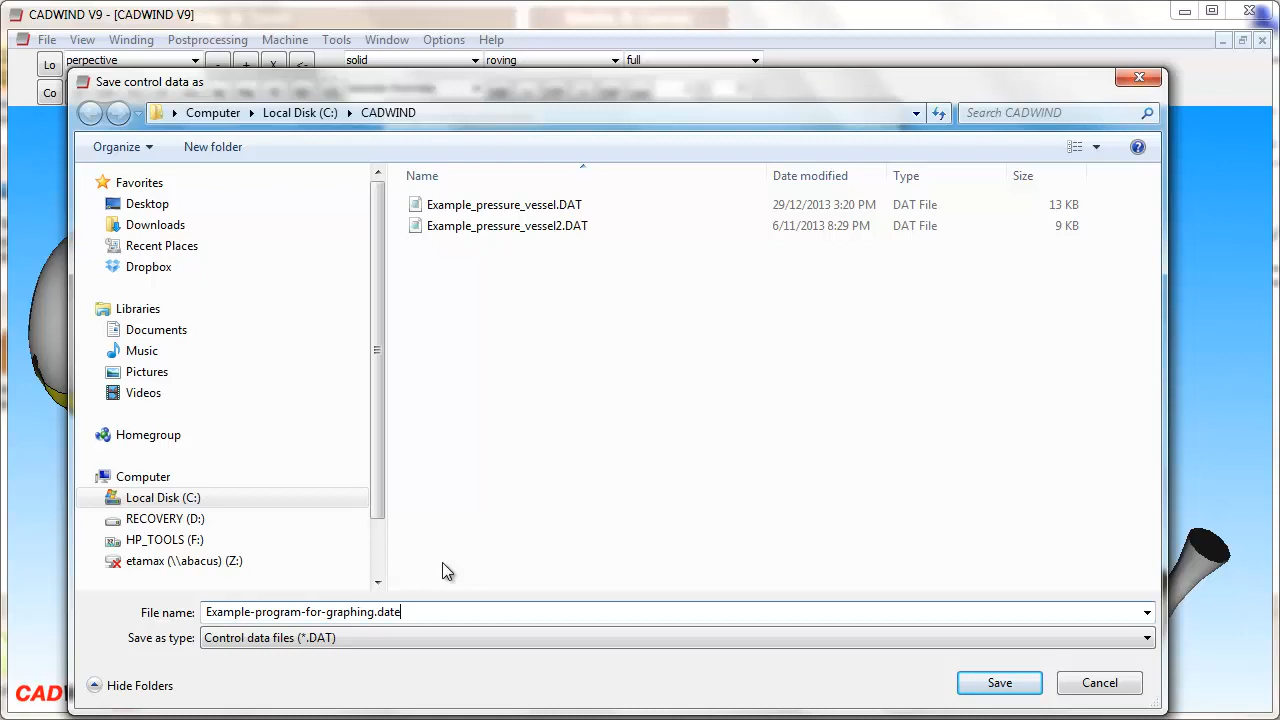 CADWIND V9 - [CADWIND V9]
File View Winding Postprocessing Machine Tools Window Options Help
Lo perpective - + X <- solid roving full
Save control data as
Co
Computer Local Disk (C:) CADWIND Search CADWIND
Organize New folder
Name Date modified Type Size
Favorites
Desktop Example_pressure_vessel.DAT 29/12/2013 3:20 PM DAT File 13 KB
Downloads Example_pressure_vessel2.DAT 6/11/2013 8:29 PM DAT File 9 KB
Recent Places
Dropbox
Libraries
Documents
Music
Pictures
Videos
Homegroup
Computer
Local Disk (C:)
RECOVERY (D:)
HP_TOOLS (F:)
etamax (\\abacus) (Z:)
File name: Example-program-for-graphing.date
Save as type: Control data files (*.DAT)
Hide Folders Save Cancel
CADW